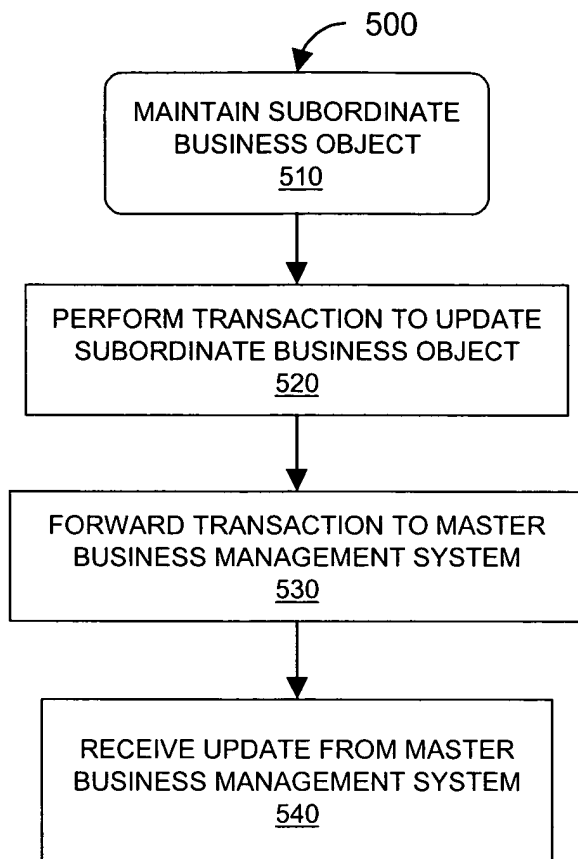 500
MAINTAIN SUBORDINATE
BUSINESS OBJECT
510
PERFORM TRANSACTION TO UPDATE
SUBORDINATE BUSINESS OBJECT
520
FORWARD TRANSACTION TO MASTER
BUSINESS MANAGEMENT SYSTEM
530
RECEIVE UPDATE FROM MASTER
BUSINESS MANAGEMENT SYSTEM
540